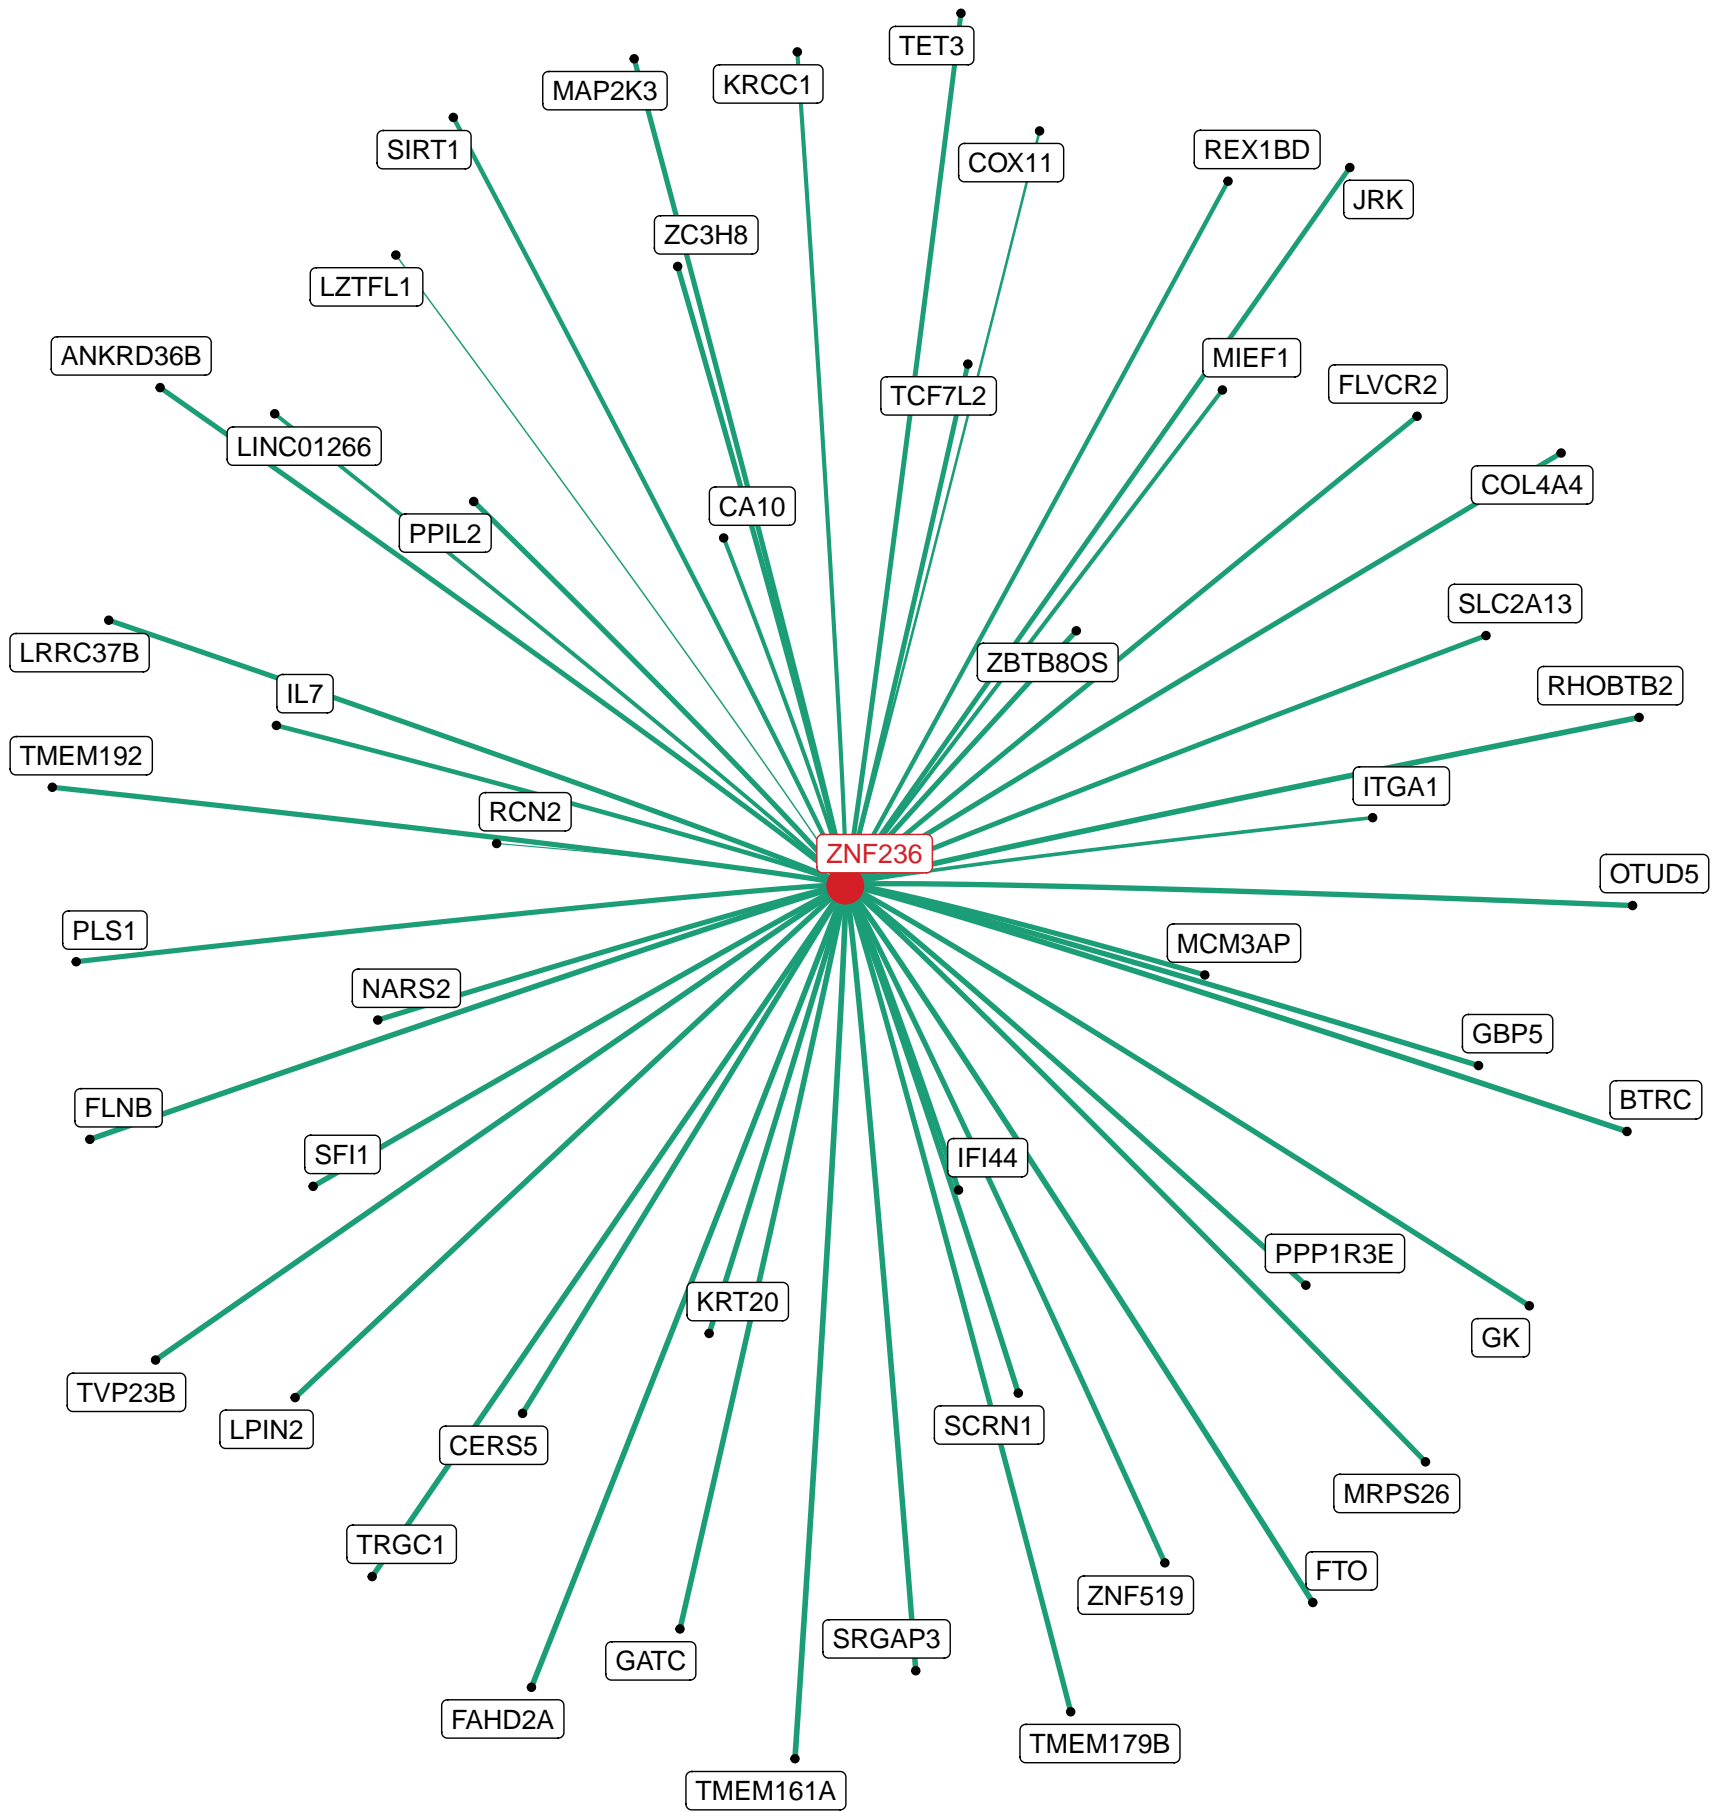 TET3
MAP2K3
KRCC1
SIRT1
COX11
REX1BD
JRK
ZC3H8
LZTFL1
ANKRD36B
MIEF1
FLVCR2
TCF7L2
LINC01266
COL4A4
CA10
PPIL2
SLC2A13
LRRC37B
ZBTB8OS
RHOBTB2
IL7
TMEM192
ITGA1
RCN2
ZNF236
OTUD5
PLS1
MCM3AP
NARS2
GBP5
BTRC
FLNB
SFI1
IFI44
PPP1R3E
KRT20
GK
TVP23B
LPIN2
SCRN1
CERS5
MRPS26
TRGC1
FTO
ZNF519
SRGAP3
GATC
FAHD2A
TMEM179B
TMEM161A